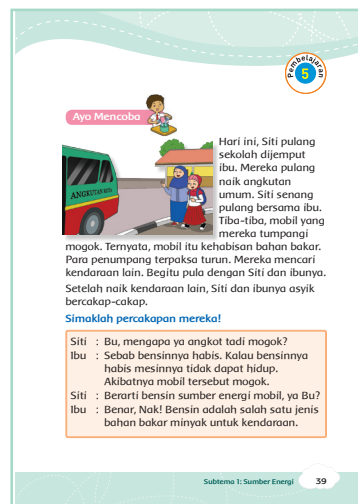 Pembelajaran
5
Ayo Mencoba
ANGKUTAN KOTA
Hari ini, Siti pulang
sekolah dijemput
ibu. Mereka pulang
naik angkutan
umum. Siti senang
pulang bersama ibu.
Tiba-tiba, mobil yang
mereka tumpangi
mogok. Ternyata, mobil itu kehabisan bahan bakar.
Para penumpang terpaksa turun. Mereka mencari
kendaraan lain. Begitu pula dengan Siti dan ibunya.
Setelah naik kendaraan lain, Siti dan ibunya asyik
bercakap-cakap.
Simaklah percakapan mereka!
Siti : Bu, mengapa ya angkot tadi mogok?
Ibu : Sebab bensinnya habis. Kalau bensinnya
habis mesinnya tidak dapat hidup.
Akibatnya mobil tersebut mogok.
Siti : Berarti bensin sumber energi mobil, ya Bu?
Ibu : Benar, Nak! Bensin adalah salah satu jenis
bahan bakar minyak untuk kendaraan.
Subtema 1: Sumber Energi 39